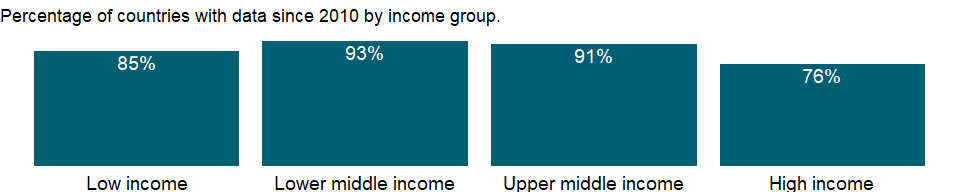 Percentage of countries with data since 2010 by income group.
85%
93%
91%
76%
Low income
Lower middle income
Upper middle income
High income